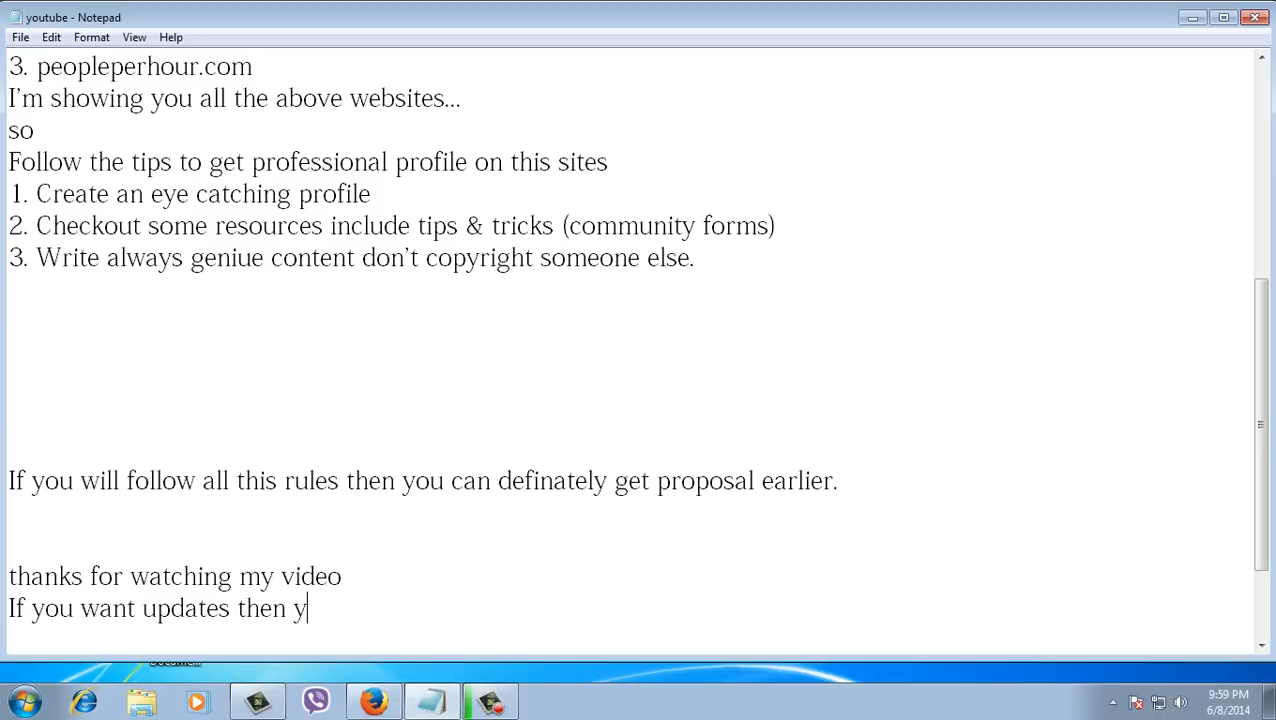 youtube - Notepad
File Edit Format View Help
3. peopleperhour.com
I'm showing you all the above websites...
so
Follow the tips to get professional profile on this sites
1. Create an eye catching profile
2. Checkout some resources include tips & tricks (community forms)
3. Write always geniue content don't copyright someone else.
If you will follow all this rules then you can definately get proposal earlier.
thanks for watching my video
If you want updates then y
9:59 PM
6/8/2014